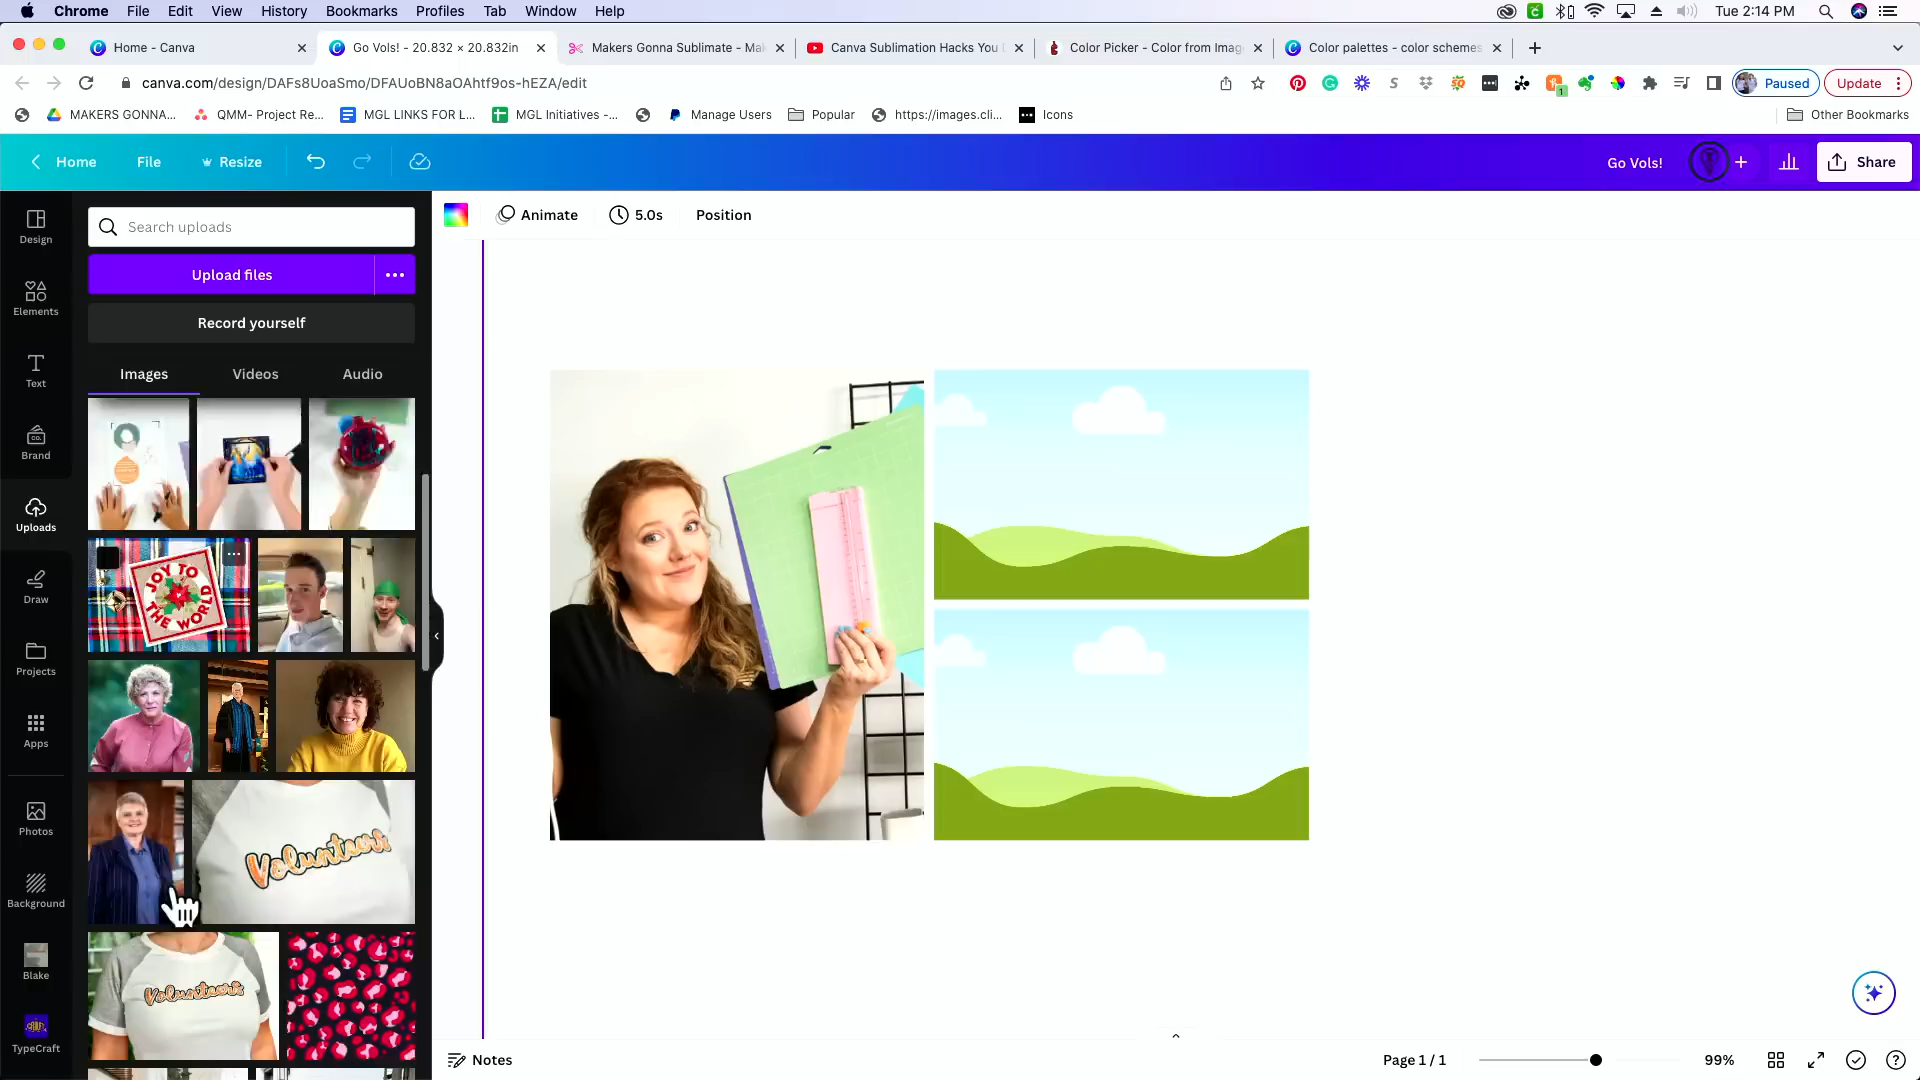 Chrome File Edit View History Bookmarks Profiles Tab Window Help
Tue 2:14 PM
Home - Canva
Go Vols! - 20.832 × 20.832in
Makers Gonna Sublimate - Mak
Canva Sublimation Hacks You
Color Picker - Color from Imag
Color palettes - color schemes
canva.com/design/DAFs8UoaSmo/DFAUoBN8aOAhtf9os-hEZA/edit
Paused
Update
MAKERS GONNA...
QMM- Project Re...
MGL LINKS FOR L...
MGL Initiatives -...
Manage Users
Popular
https://images.cli...
Icons
Other Bookmarks
Home
File
Resize
Go Vols!
Share
Design
Elements
Text
Brand
Uploads
Draw
Projects
Apps
Photos
Background
Blake
TypeCraft
Search uploads
Upload files
Record yourself
Images
Videos
Audio
JOY TO
THE WORLD
Volunteers
Volunteers
Animate
5.0s
Position
Notes
Page 1 / 1
99%